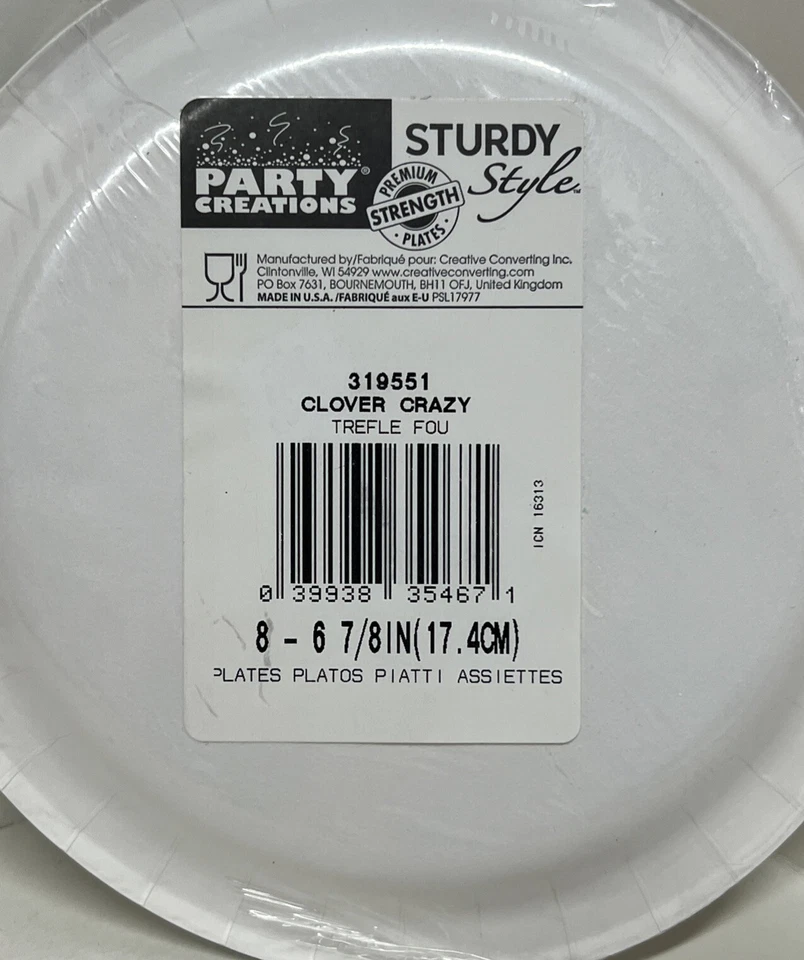 PARTY®
CREATIONS
STURDY
Style™
PREMIUM
STRENGTH
• PLATES •
Manufactured by/Fabriqué pour: Creative Converting Inc.
Clintonville, WI 54929 www.creativeconverting.com
PO Box 7631, BOURNEMOUTH, BH11 OFJ, United Kingdom
MADE IN U.S.A. /FABRIQUÉ aux E-U PSL17977
319551
CLOVER CRAZY
TREFLE FOU
ICN 16313
0 39938 35467 1
8 - 6 7/8IN(17.4CM)
PLATES PLATOS PIATTI ASSIETTES